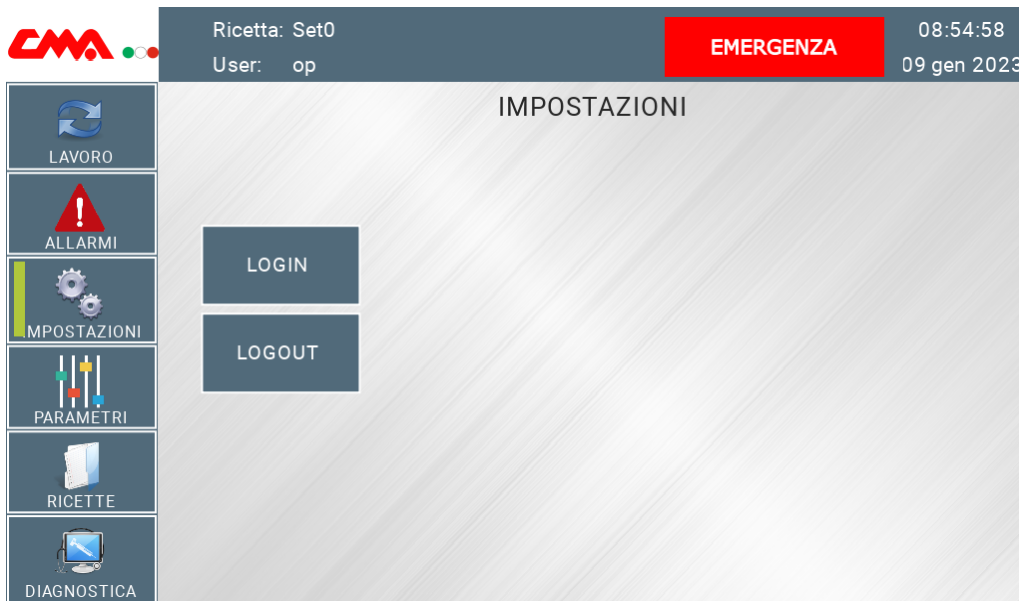 CMA
Ricetta: Set0
User: op
EMERGENZA
08:54:58
09 gen 2023
IMPOSTAZIONI
LAVORO
ALLARMI
MPOSTAZIONI
PARAMETRI
RICETTE
DIAGNOSTICA
LOGIN
LOGOUT